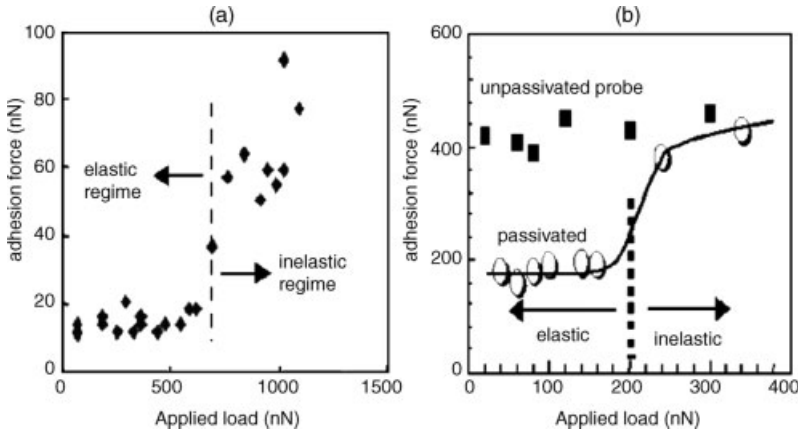 (a)
100
80
60
40
20
0
adhesion force (nN)
elastic
regime
inelastic
regime
0
500
1000
1500
Applied load (nN)
(b)
600
400
200
0
adhesion force (nN)
unpassivated probe
passivated
elastic
inelastic
0
100
200
300
400
Applied load (nN)